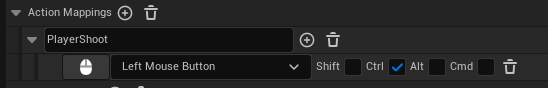 Action Mappings
PlayerShoot
Left Mouse Button Shift Ctrl Alt Cmd